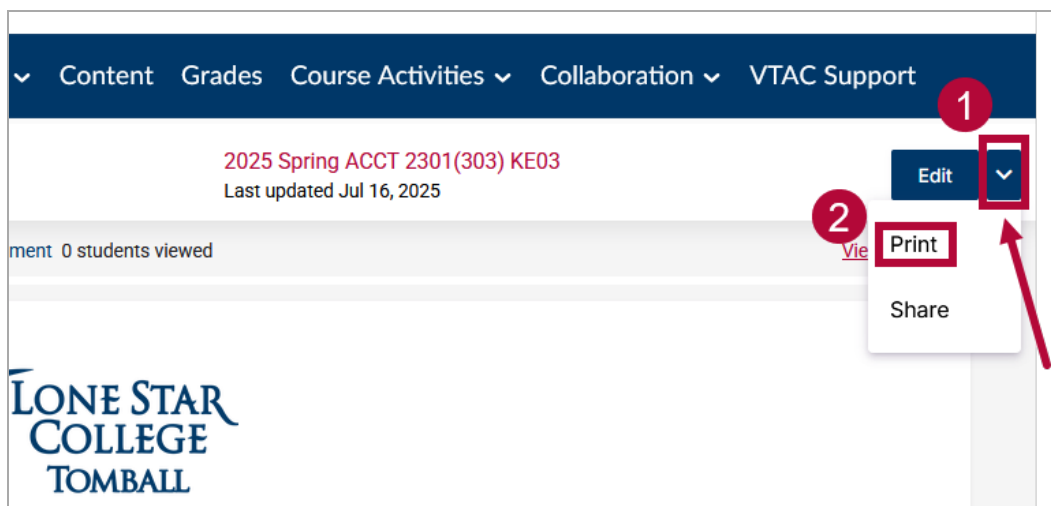 Content Grades Course Activities Collaboration VTAC Support
1
2025 Spring ACCT 2301(303) KE03
Last updated Jul 16, 2025
Edit
2
Print
ment 0 students viewed
Vie
Share
LONE STAR
COLLEGE
TOMBALL